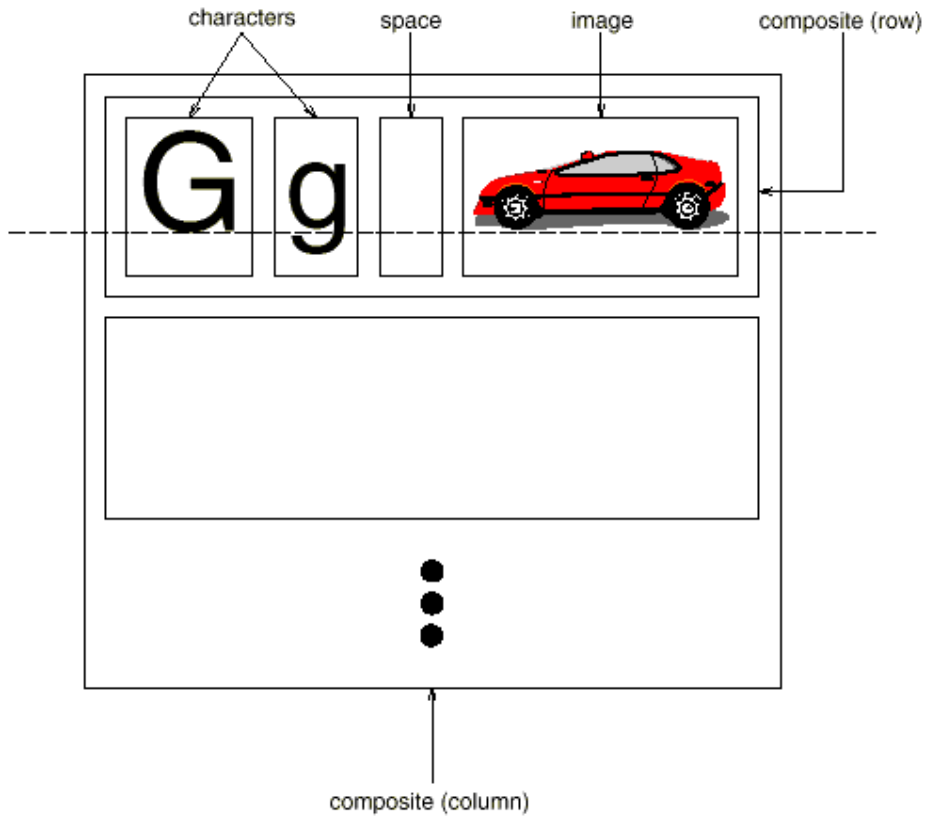 characters
space
image
composite (row)
G g
composite (column)